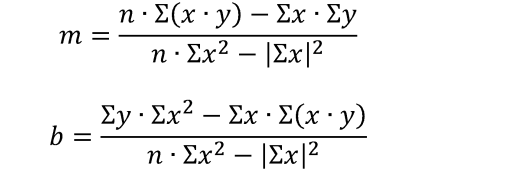 m = (n · Σ(x · y) − Σx · Σy) / (n · Σx² − |Σx|²)
b = (Σy · Σx² − Σx · Σ(x · y)) / (n · Σx² − |Σx|²)